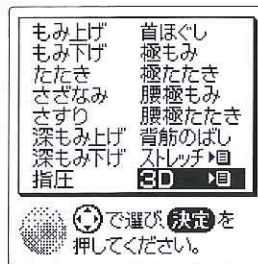 もみ上げ 首ほぐし
もみ下げ 極もみ
たたき 極たたき
さざなみ 腰極もみ
さすり 腰極たたき
深もみ上げ 背筋のばし
深もみ下げ ストレッチ
指圧 3D
で選び、決定を
押してください。